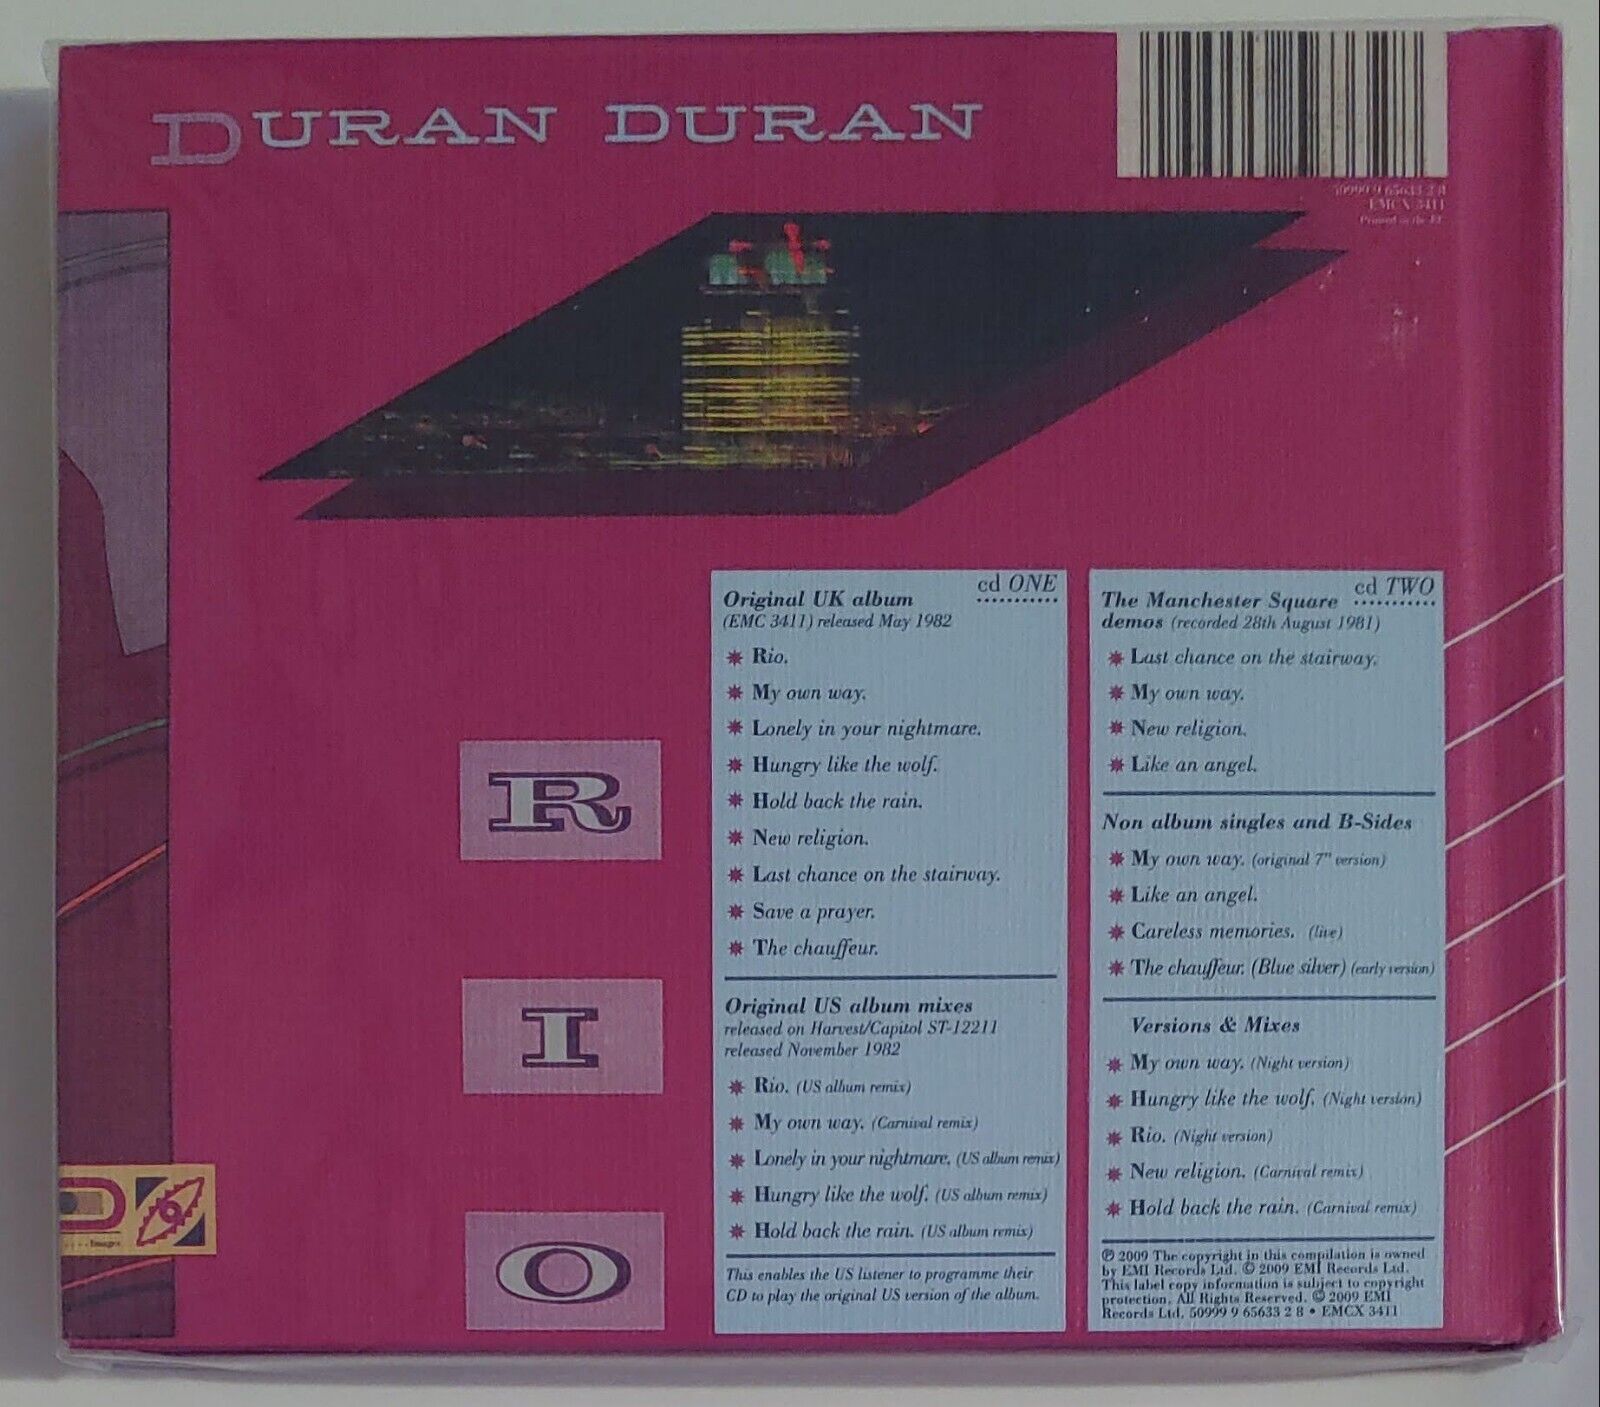 DURAN DURAN
50999 9 65633 2 8
EMCX 3411
Printed in the EU
R
I
O
cd ONE
Original UK album
(EMC 3411) released May 1982
Rio.
My own way.
Lonely in your nightmare.
Hungry like the wolf.
Hold back the rain.
New religion.
Last chance on the stairway.
Save a prayer.
The chauffeur.
Original US album mixes
released on Harvest/Capitol ST-12211
released November 1982
Rio. (US album remix)
My own way. (Carnival remix)
Lonely in your nightmare. (US album remix)
Hungry like the wolf. (US album remix)
Hold back the rain. (US album remix)
This enables the US listener to programme their
CD to play the original US version of the album.
cd TWO
The Manchester Square
demos (recorded 28th August 1981)
Last chance on the stairway.
My own way.
New religion.
Like an angel.
Non album singles and B-Sides
My own way. (original 7" version)
Like an angel.
Careless memories. (live)
The chauffeur. (Blue silver) (early version)
Versions & Mixes
My own way. (Night version)
Hungry like the wolf. (Night version)
Rio. (Night version)
New religion. (Carnival remix)
Hold back the rain. (Carnival remix)
℗ 2009 The copyright in this compilation is owned
by EMI Records Ltd. © 2009 EMI Records Ltd.
This label copy information is subject to copyright
protection. All Rights Reserved. © 2009 EMI
Records Ltd. 50999 9 65633 2 8 • EMCX 3411